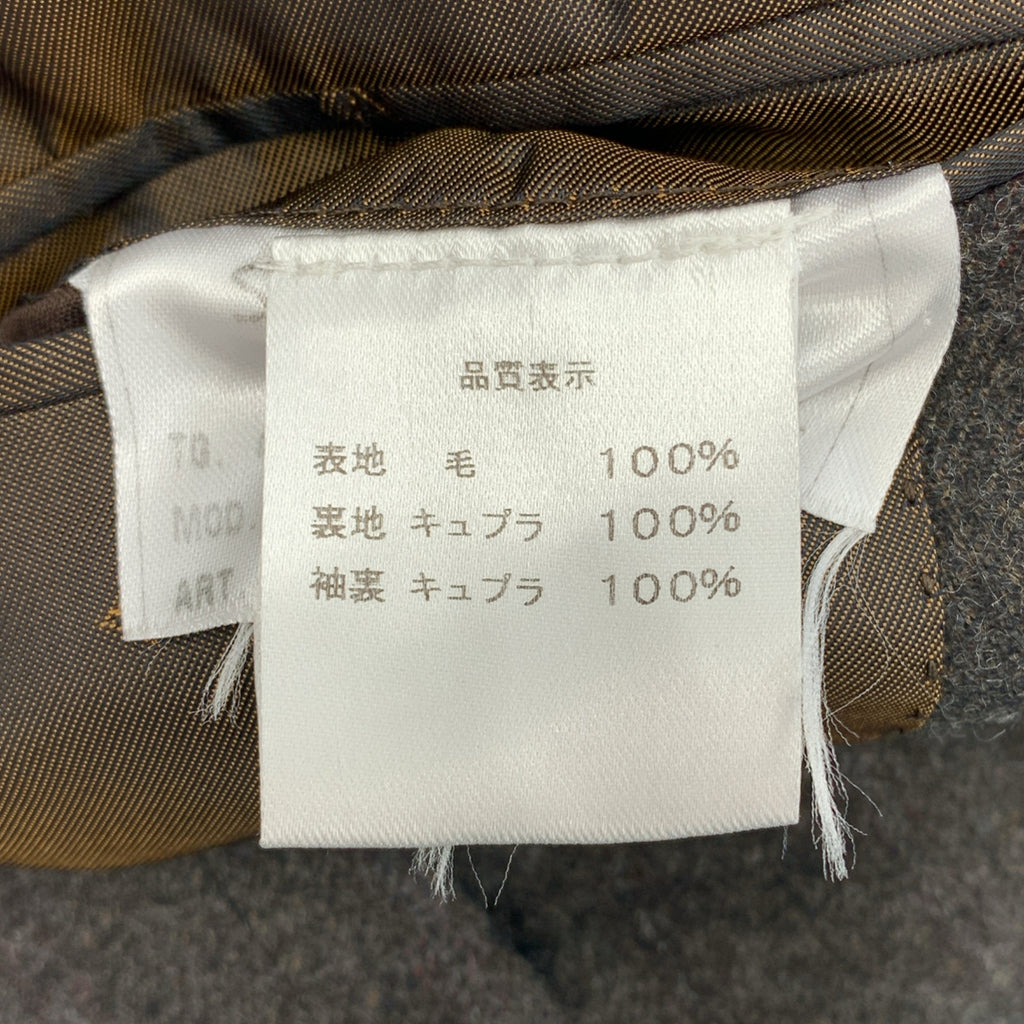 品質表示
表地 毛 100%
裏地 キュプラ 100%
袖裏 キュプラ 100%
TG.
MOD.
ART